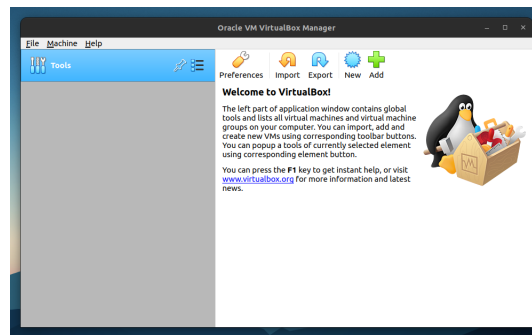 Oracle VM VirtualBox Manager
File Machine Help
Tools
Preferences Import Export New Add
Welcome to VirtualBox!
The left part of application window contains global
tools and lists all virtual machines and virtual machine
groups on your computer. You can import, add and
create new VMs using corresponding toolbar buttons.
You can popup a tools of currently selected element
using corresponding element button.
You can press the F1 key to get instant help, or visit
www.virtualbox.org for more information and latest
news.